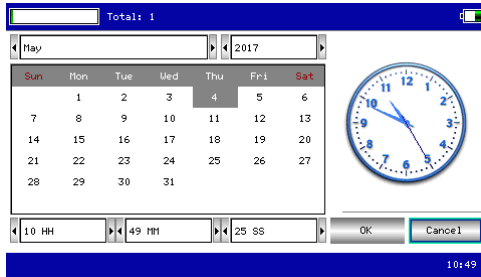 Total: 1
May 2017
Sun Mon Tue Wed Thu Fri Sat
1 2 3 4 5 6
7 8 9 10 11 12 13
14 15 16 17 18 19 20
21 22 23 24 25 26 27
28 29 30 31
12
11 1
10 2
9 3
8 4
7 5
6
10 HH 49 MM 25 SS OK Cancel
10:49